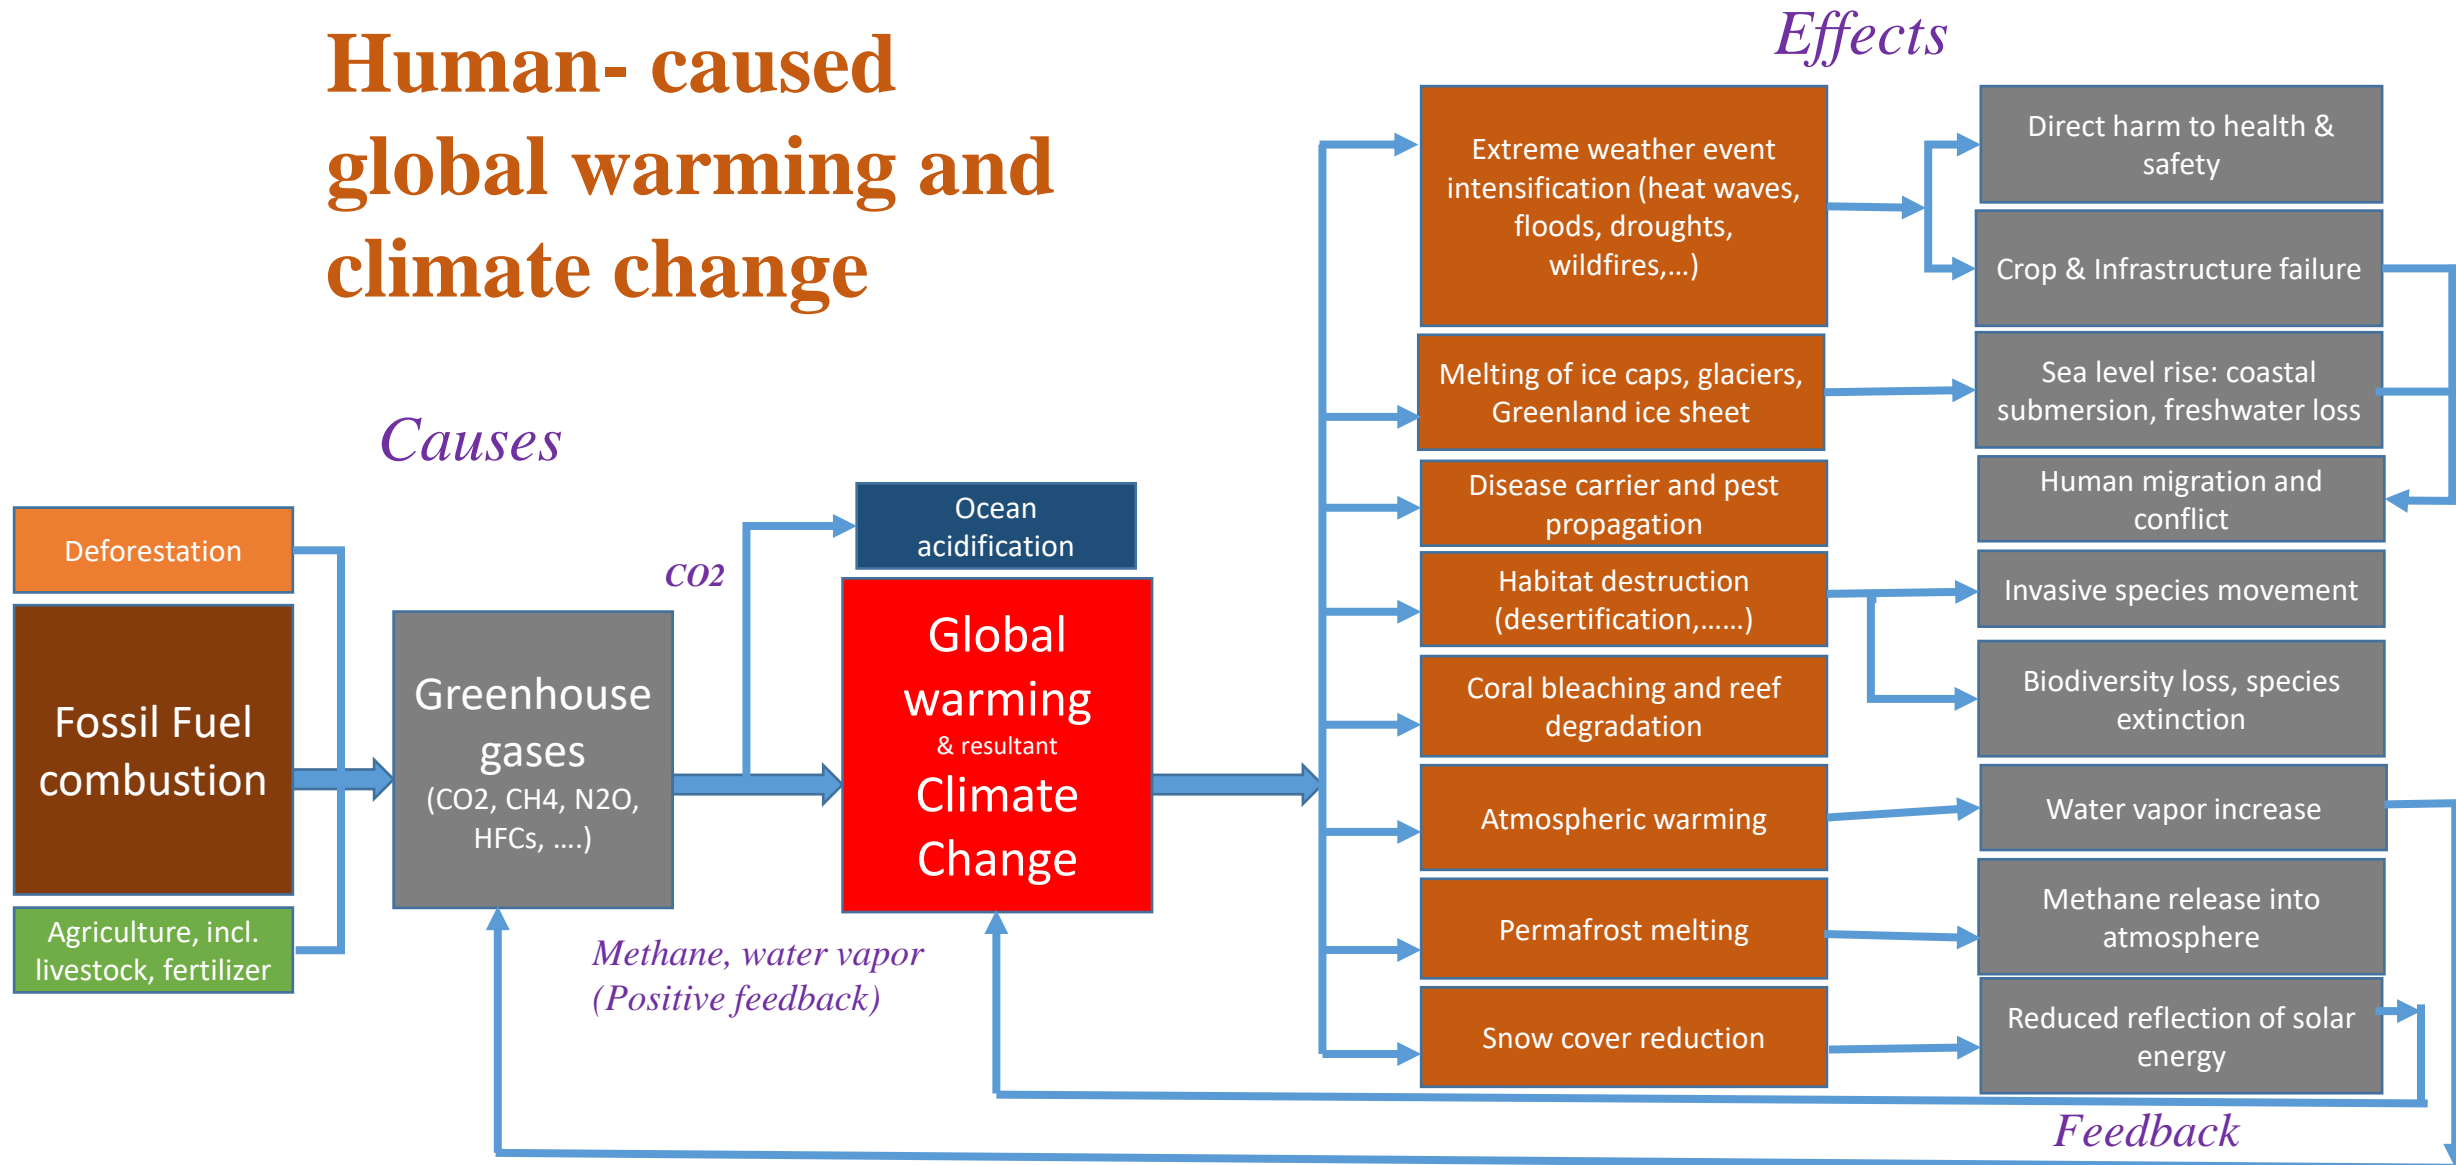 Human- caused
global warming and
climate change
Causes
Deforestation
Fossil Fuel
combustion
Agriculture, incl.
livestock, fertilizer
Greenhouse
gases
(CO2, CH4, N2O,
HFCs, ....)
CO2
Ocean
acidification
Global
warming
& resultant
Climate
Change
Methane, water vapor
(Positive feedback)
Effects
Extreme weather event
intensification (heat waves,
floods, droughts,
wildfires,...)
Melting of ice caps, glaciers,
Greenland ice sheet
Disease carrier and pest
propagation
Habitat destruction
(desertification,......)
Coral bleaching and reef
degradation
Atmospheric warming
Permafrost melting
Snow cover reduction
Direct harm to health &
safety
Crop & Infrastructure failure
Sea level rise: coastal
submersion, freshwater loss
Human migration and
conflict
Invasive species movement
Biodiversity loss, species
extinction
Water vapor increase
Methane release into
atmosphere
Reduced reflection of solar
energy
Feedback